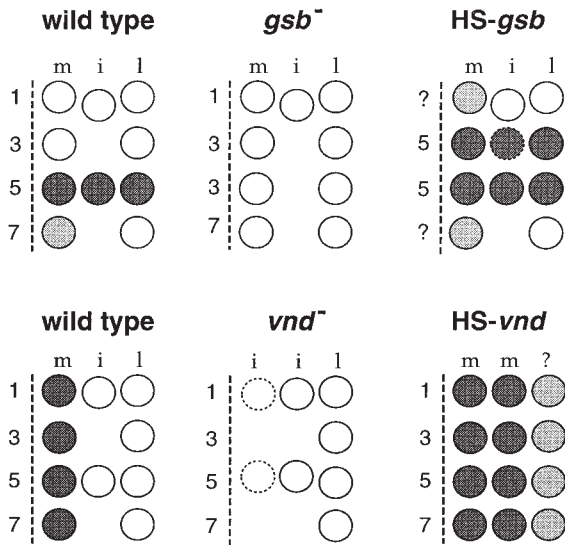 wild type gsb⁻ HS-gsb
m i l m i l m i l
1 1 ?
3 3 5
5 3 5
7 7 ?
wild type vnd⁻ HS-vnd
m i l i i l m m ?
1 1 1
3 3 3
5 5 5
7 7 7